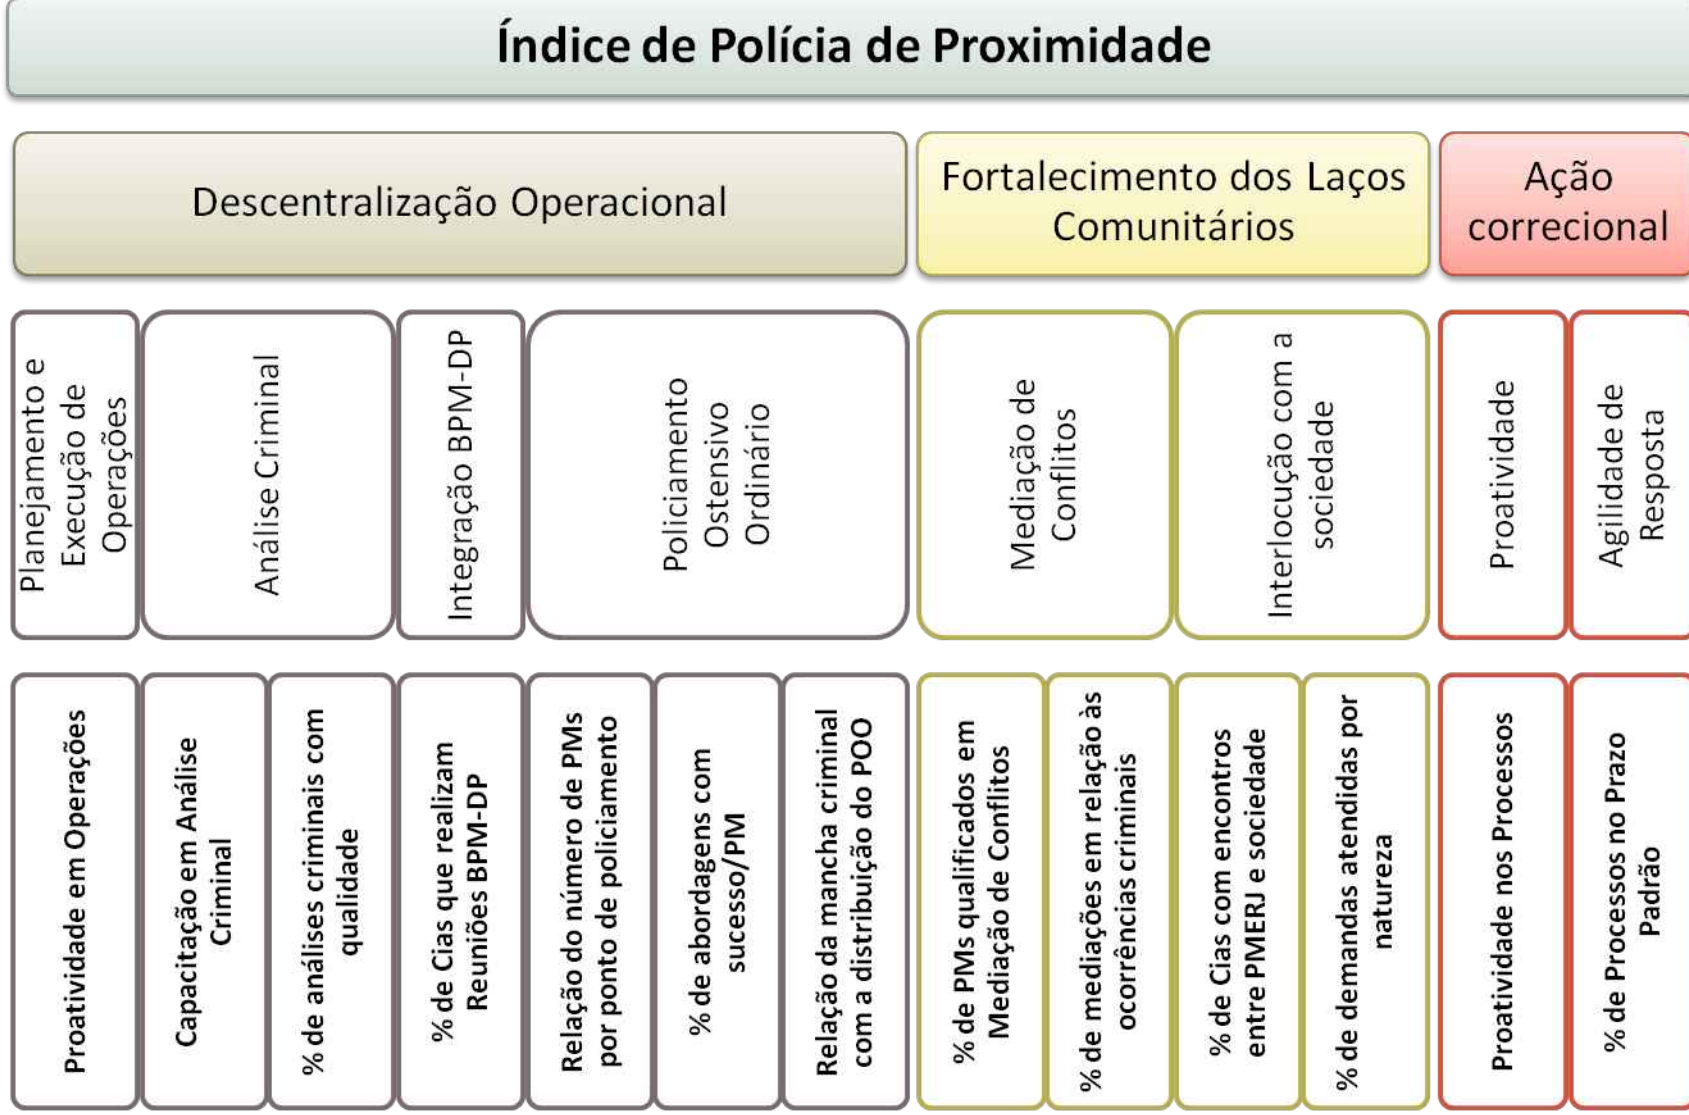 Índice de Polícia de Proximidade
Descentralização Operacional
Fortalecimento dos Laços
Comunitários
Ação
correcional
Planejamento e
Execução de
Operações
Análise Criminal
Integração BPM-DP
Policiamento
Ostensivo
Ordinário
Mediação de
Conflitos
Interlocução com a
sociedade
Proatividade
Agilidade de
Resposta
Proatividade em Operações
Capacitação em Análise
Criminal
% de análises criminais com
qualidade
% de Cias que realizam
Reuniões BPM-DP
Relação do número de PMs
por ponto de policiamento
% de abordagens com
sucesso/PM
Relação da mancha criminal
com a distribuição do POO
% de PMs qualificados em
Mediação de Conflitos
% de mediações em relação às
ocorrências criminais
% de Cias com encontros
entre PMERJ e sociedade
% de demandas atendidas por
natureza
Proatividade nos Processos
% de Processos no Prazo
Padrão